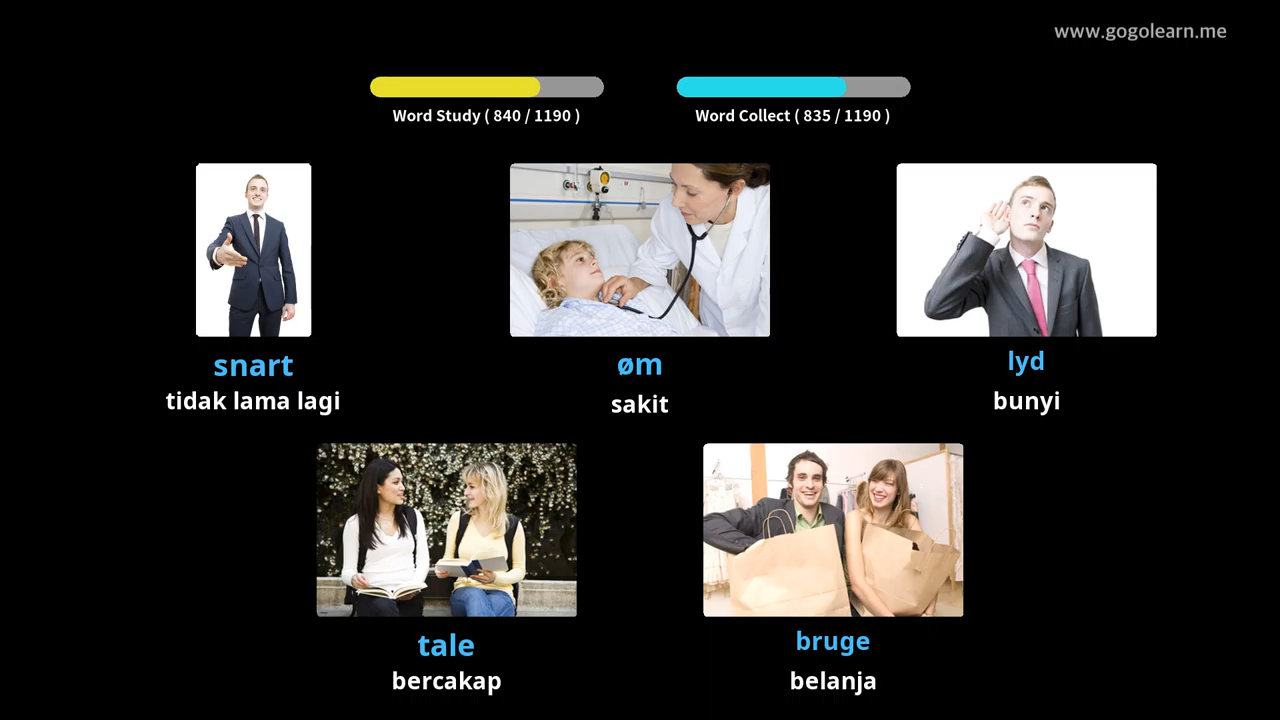 www.gogolearn.me
Word Study ( 840 / 1190 )
Word Collect ( 835 / 1190 )
snart
tidak lama lagi
øm
sakit
lyd
bunyi
tale
bercakap
bruge
belanja